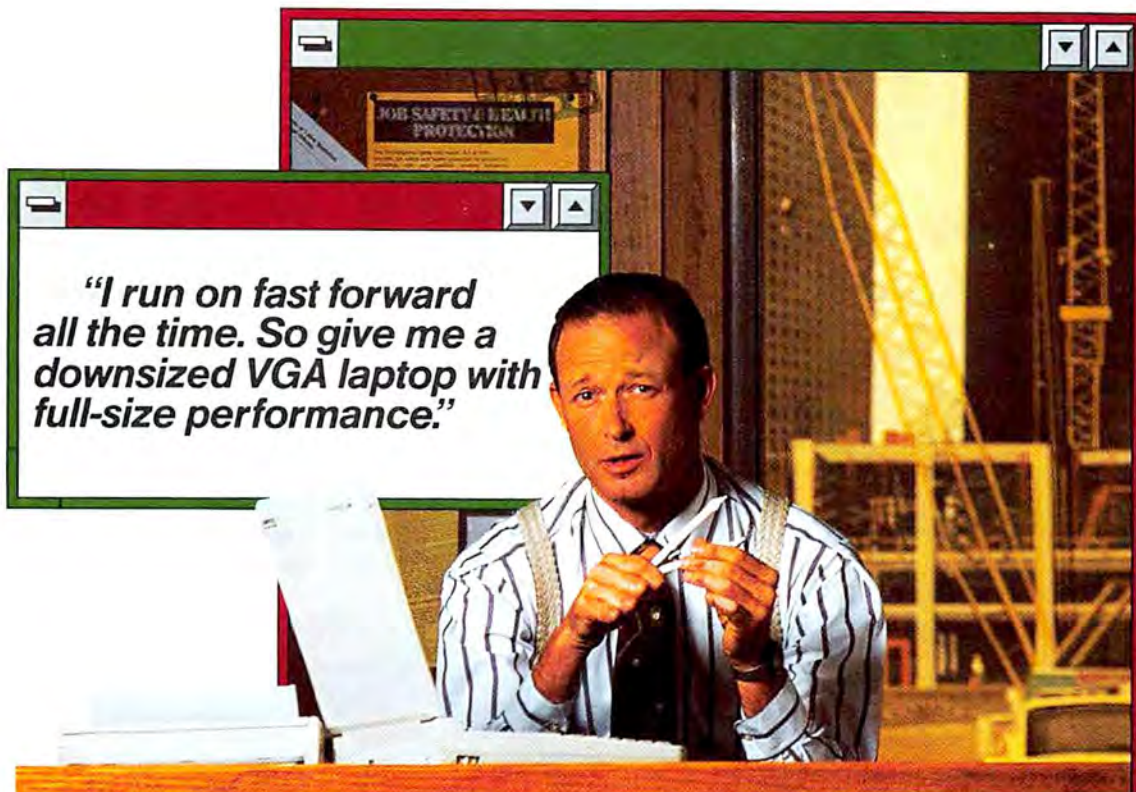 JOB SAFETY & HEALTH
PROTECTION
“I run on fast forward
all the time. So give me a
downsized VGA laptop with
full-size performance.”